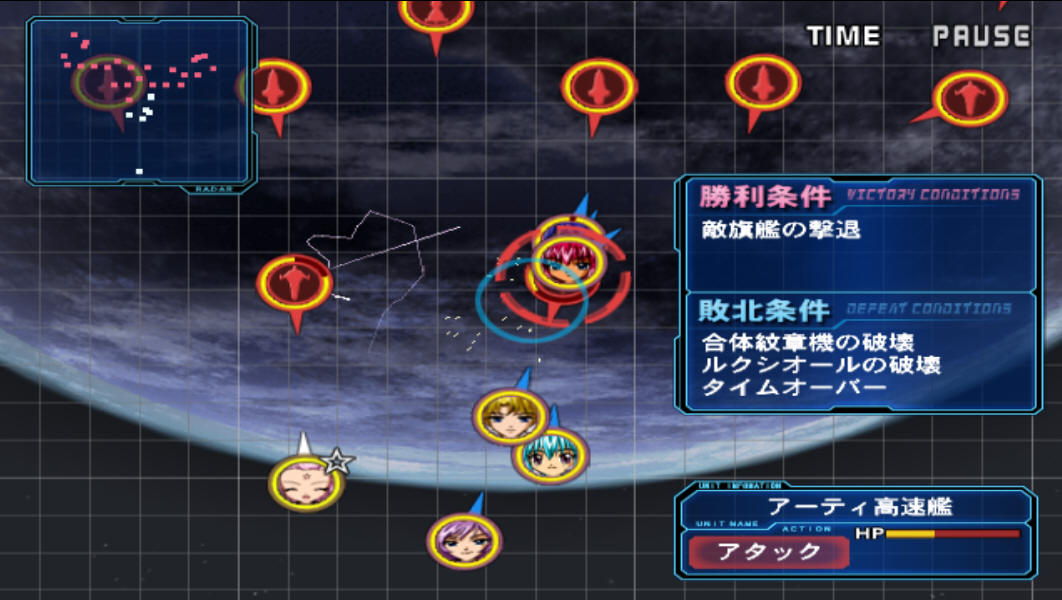 TIME PAUSE
RADAR
勝利条件 VICTORY CONDITIONS
敵旗艦の撃退
敗北条件 DEFEAT CONDITIONS
合体紋章機の破壊
ルクシオールの破壊
タイムオーバー
アーティ高速艦
UNIT NAME ACTION HP
アタック